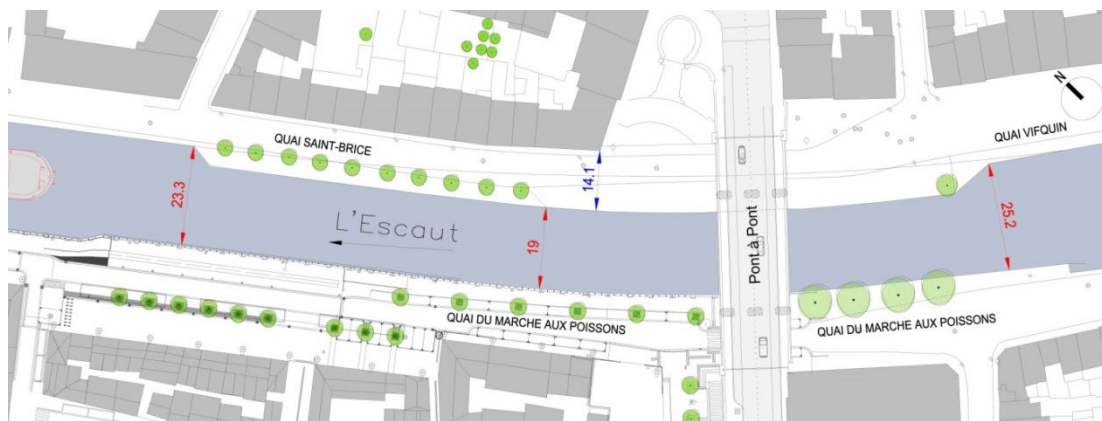 N
QUAI SAINT-BRICE
QUAI VIFQUIN
14.1
23.3
25.2
L'Escaut
19
Pont à Pont
QUAI DU MARCHE AUX POISSONS
QUAI DU MARCHE AUX POISSONS